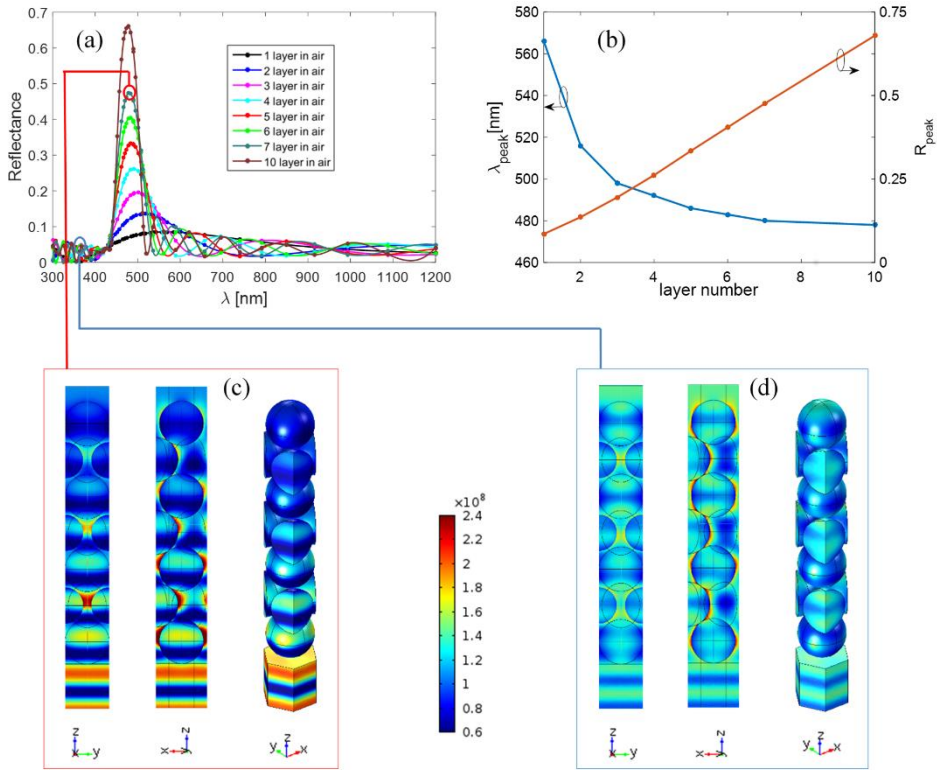 (a)
0.7
0.6
0.5
0.4
0.3
0.2
0.1
0
Reflectance
1 layer in air
2 layer in air
3 layer in air
4 layer in air
5 layer in air
6 layer in air
7 layer in air
10 layer in air
300 400 500 600 700 800 900 1000 1100 1200
λ [nm]
(b)
580
560
540
520
500
480
460
λpeak [nm]
0.75
0.5
0.25
0
Rpeak
2 4 6 8 10
layer number
(c)
z
x y
z
x y
z
y x
×10⁸
2.4
2.2
2
1.8
1.6
1.4
1.2
1
0.8
0.6
(d)
z
x y
z
x y
z
y x